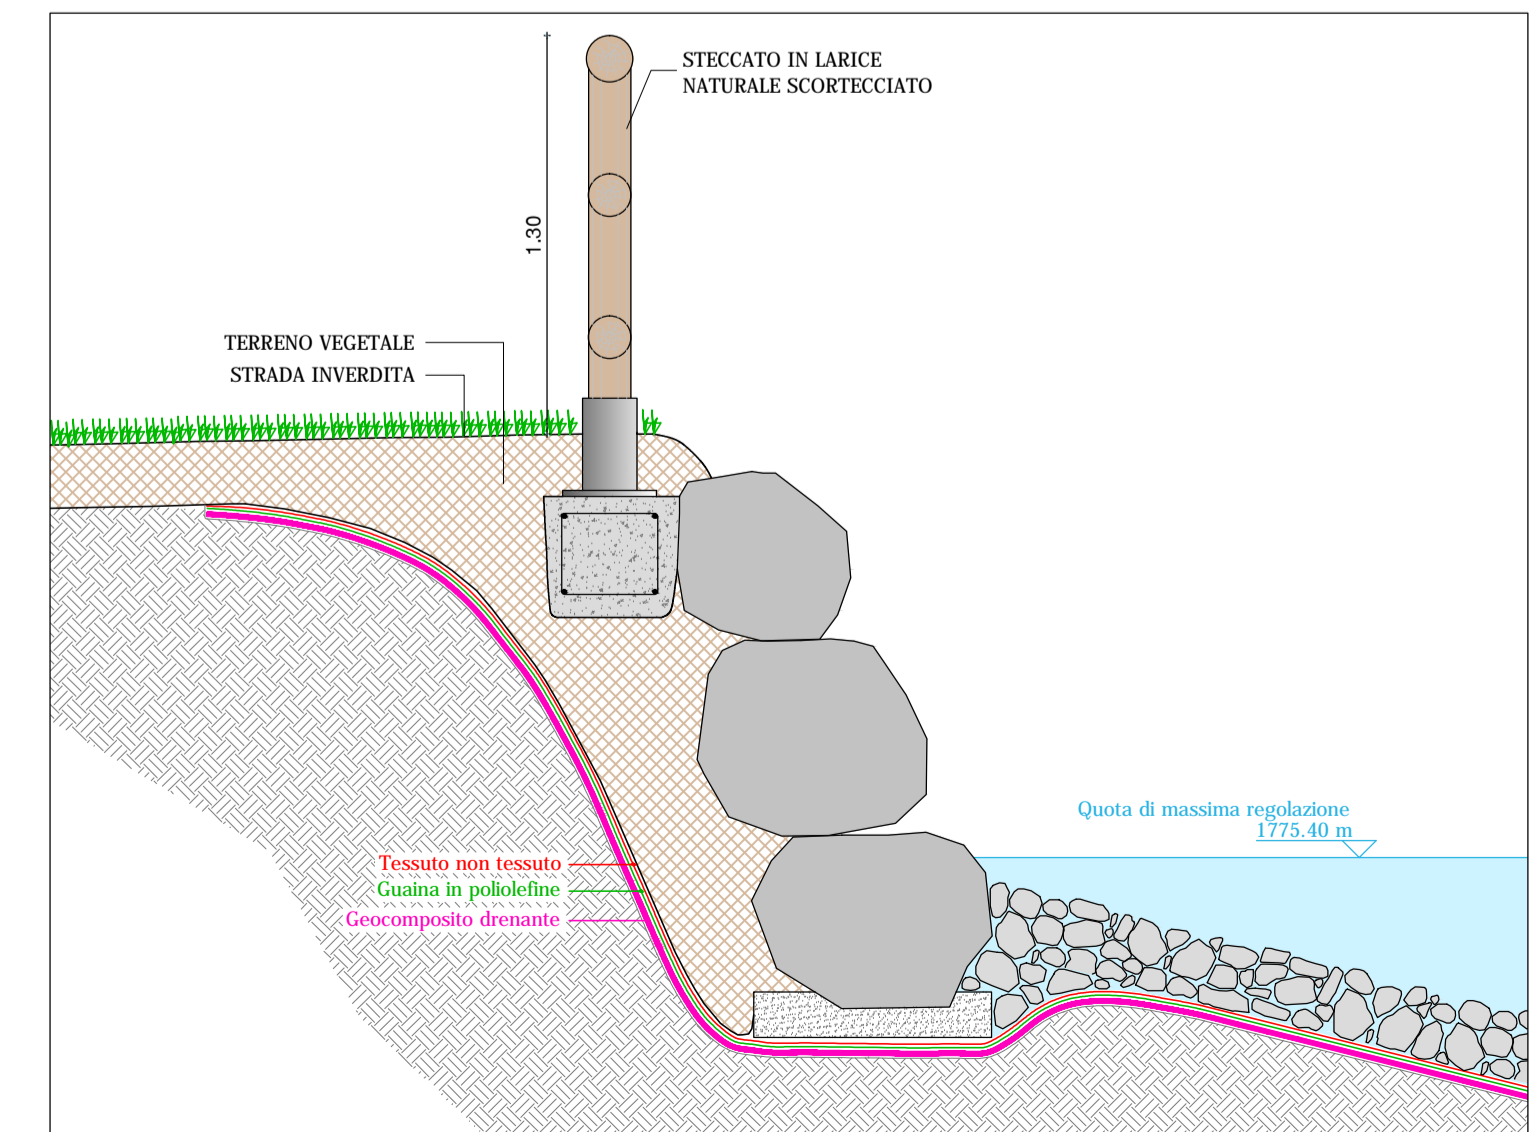 STECCATO IN LARICE
NATURALE SCORTECCIATO
1.30
TERRENO VEGETALE
STRADA INVERDITA
Quota di massima regolazione
1775.40 m
Tessuto non tessuto
Guaina in poliolefine
Geocomposito drenante